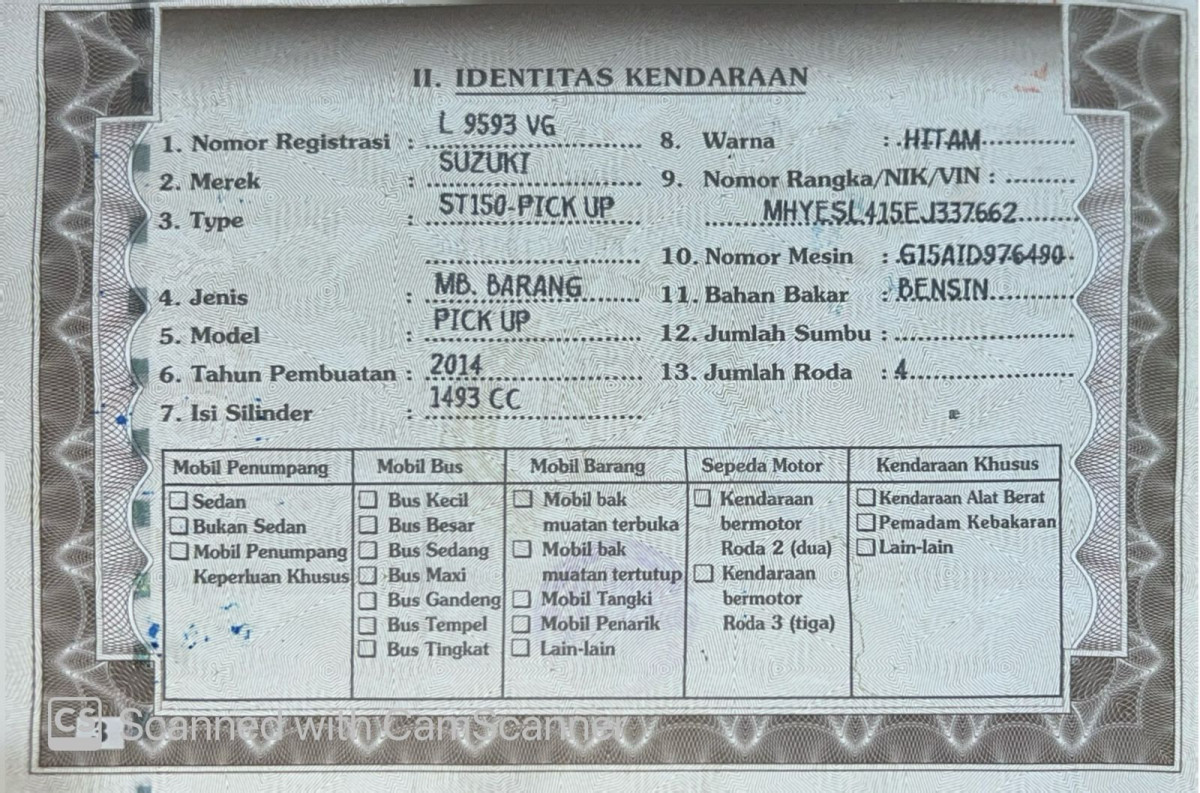 II. IDENTITAS KENDARAAN
1. Nomor Registrasi : L 9593 VG
2. Merek : SUZUKI
3. Type : ST150-PICK UP
4. Jenis : MB. BARANG
5. Model : PICK UP
6. Tahun Pembuatan : 2014
7. Isi Silinder : 1493 CC
8. Warna : HITAM
9. Nomor Rangka/NIK/VIN :
MHYESL415EJ337662
10. Nomor Mesin : G15AID976490
11. Bahan Bakar : BENSIN
12. Jumlah Sumbu :
13. Jumlah Roda : 4
Mobil Penumpang
Sedan
Bukan Sedan
Mobil Penumpang
Keperluan Khusus
Mobil Bus
Bus Kecil
Bus Besar
Bus Sedang
Bus Maxi
Bus Gandeng
Bus Tempel
Bus Tingkat
Mobil Barang
Mobil bak
muatan terbuka
Mobil bak
muatan tertutup
Mobil Tangki
Mobil Penarik
Lain-lain
Sepeda Motor
Kendaraan
bermotor
Roda 2 (dua)
Kendaraan
bermotor
Roda 3 (tiga)
Kendaraan Khusus
Kendaraan Alat Berat
Pemadam Kebakaran
Lain-lain
3
CS Scanned with CamScanner